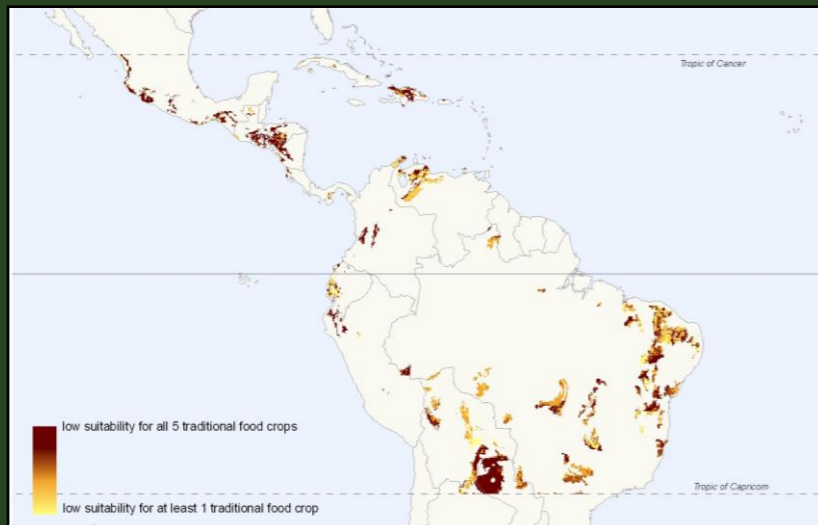 Tropic of Cancer
low suitability for all 5 traditional food crops
Tropic of Capricorn
low suitability for at least 1 traditional food crop